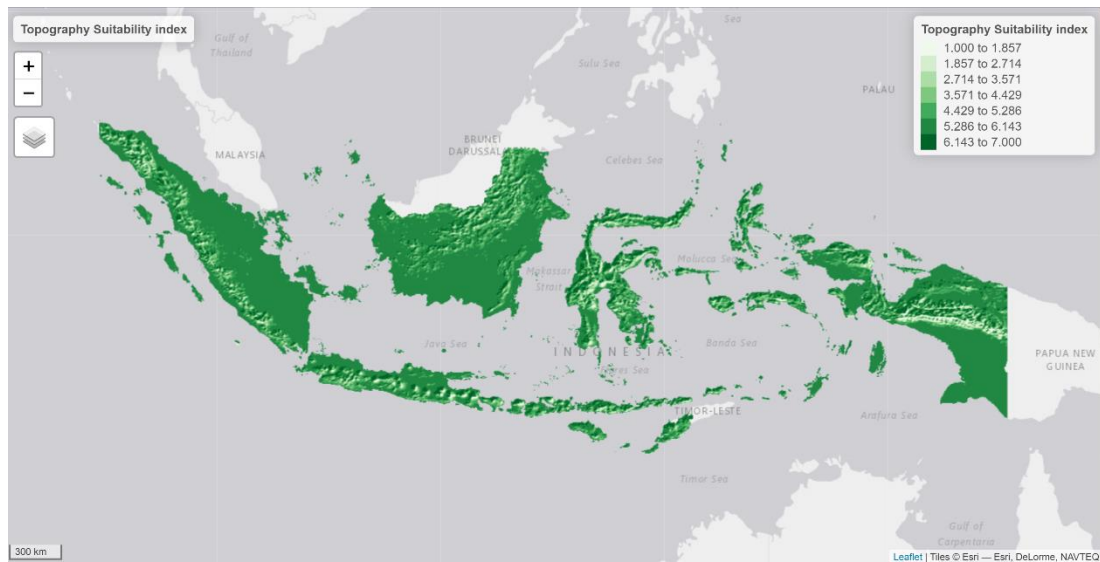 Topography Suitability index
+
−
Topography Suitability index
1.000 to 1.857
1.857 to 2.714
2.714 to 3.571
3.571 to 4.429
4.429 to 5.286
5.286 to 6.143
6.143 to 7.000
Sea
Gulf of
Thailand
Sulu Sea
PALAU
BRUNEI
MALAYSIA
Celebes Sea
Molucca Sea
Makassar
Strait
Java Sea
INDONESIA
Banda Sea
PAPUA NEW
GUINEA
TIMOR-LESTE
Arafura Sea
Timor Sea
Gulf of
Carpentaria
300 km
Leaflet | Tiles © Esri — Esri, DeLorme, NAVTEQ